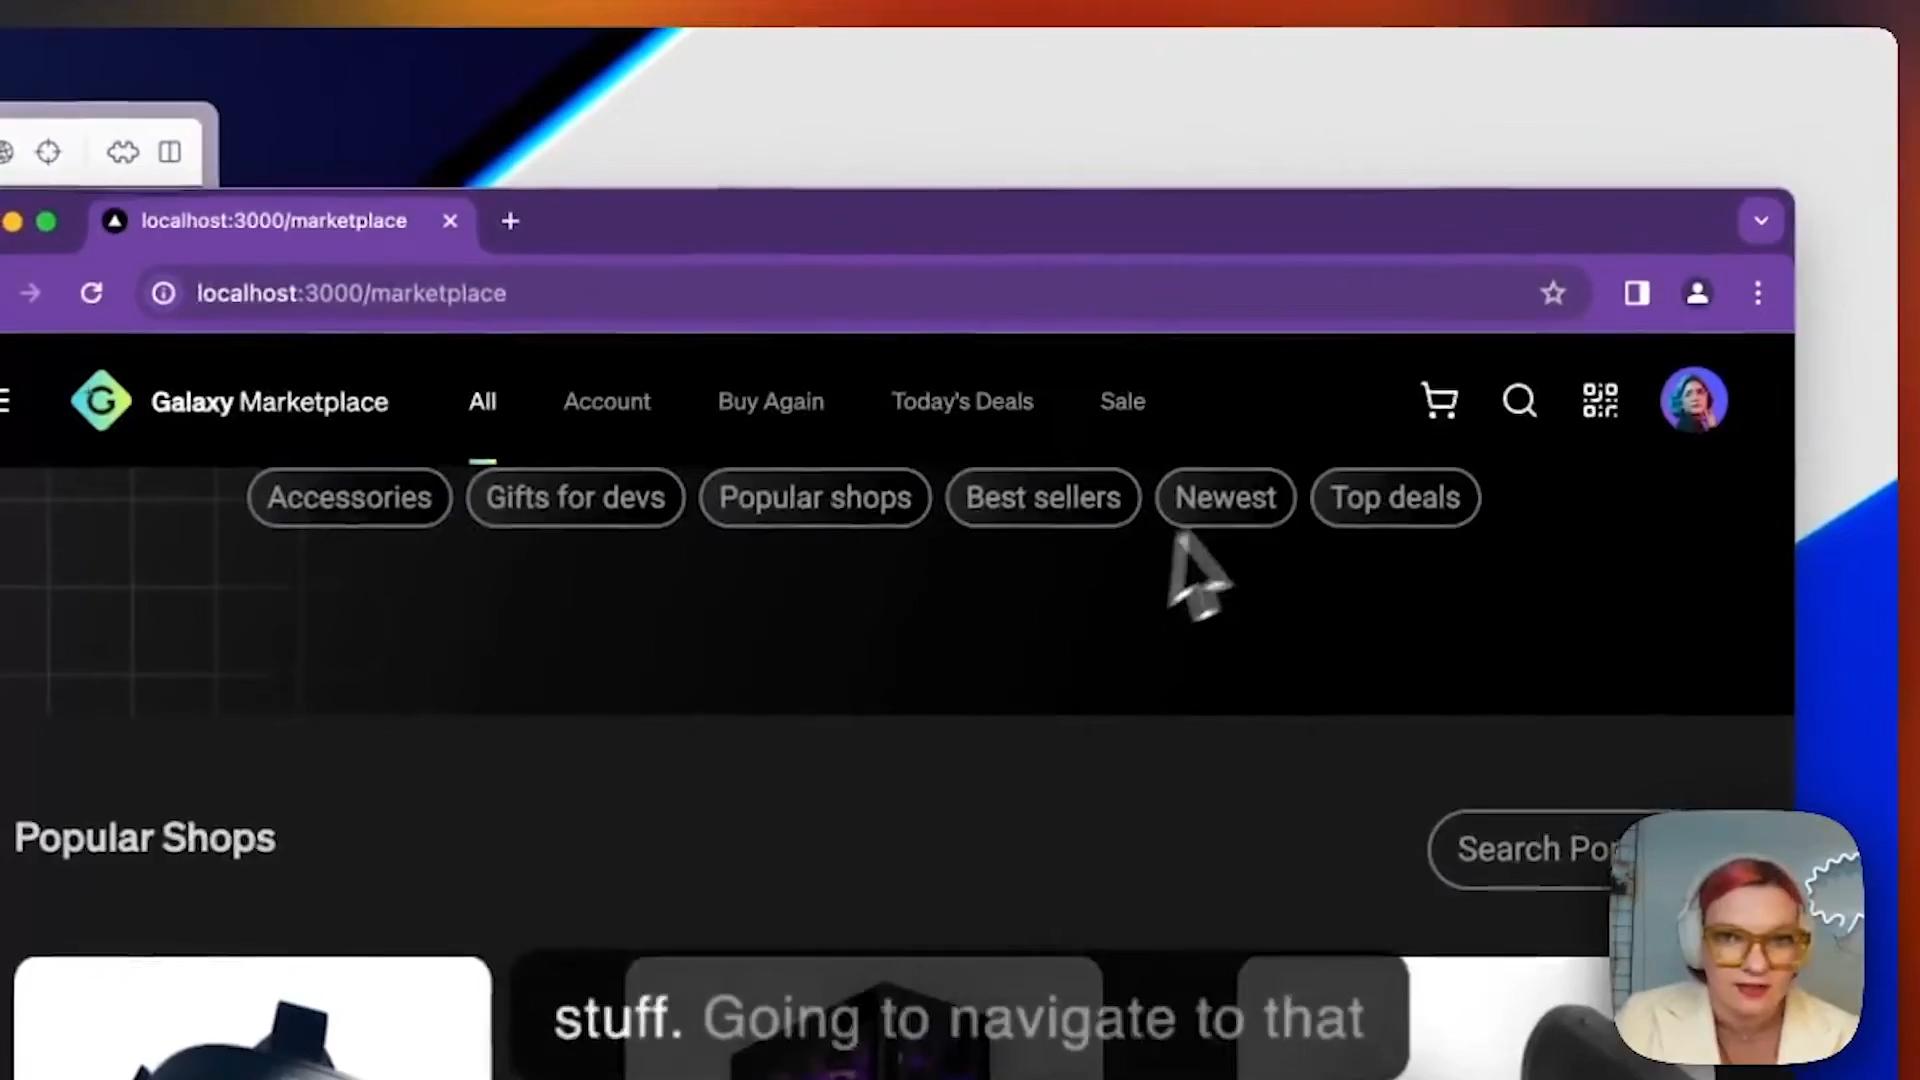 localhost:3000/marketplace
localhost:3000/marketplace
G Galaxy Marketplace All Account Buy Again Today's Deals Sale
Accessories Gifts for devs Popular shops Best sellers Newest Top deals
Popular Shops
Search Po
stuff. Going to navigate to that